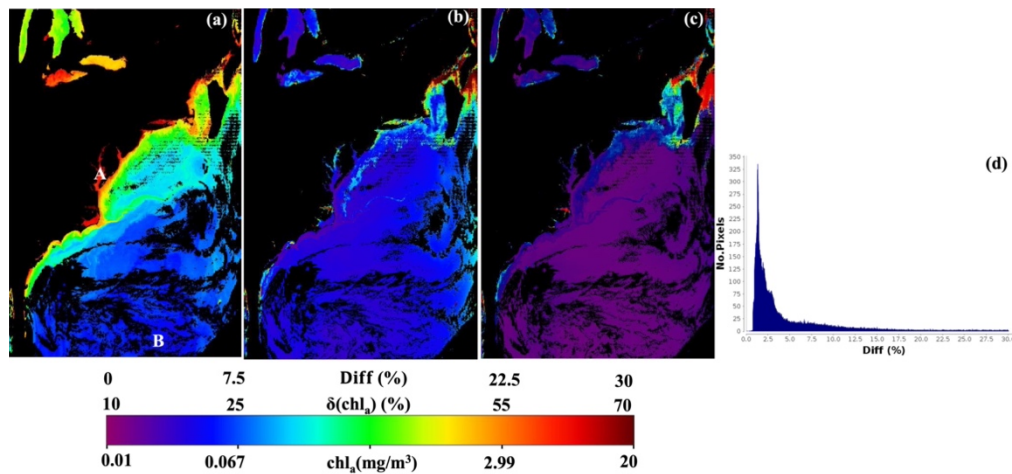 (a)
(b)
(c)
A
B
(d)
No.Pixels
350
325
300
275
250
225
200
175
150
125
100
75
50
25
0
0.0 2.5 5.0 7.5 10.0 12.5 15.0 17.5 20.0 22.5 25.0 27.5 30.0
Diff (%)
0 7.5 Diff (%) 22.5 30
10 25 δ(chlₐ) (%) 55 70
0.01 0.067 chlₐ(mg/m³) 2.99 20